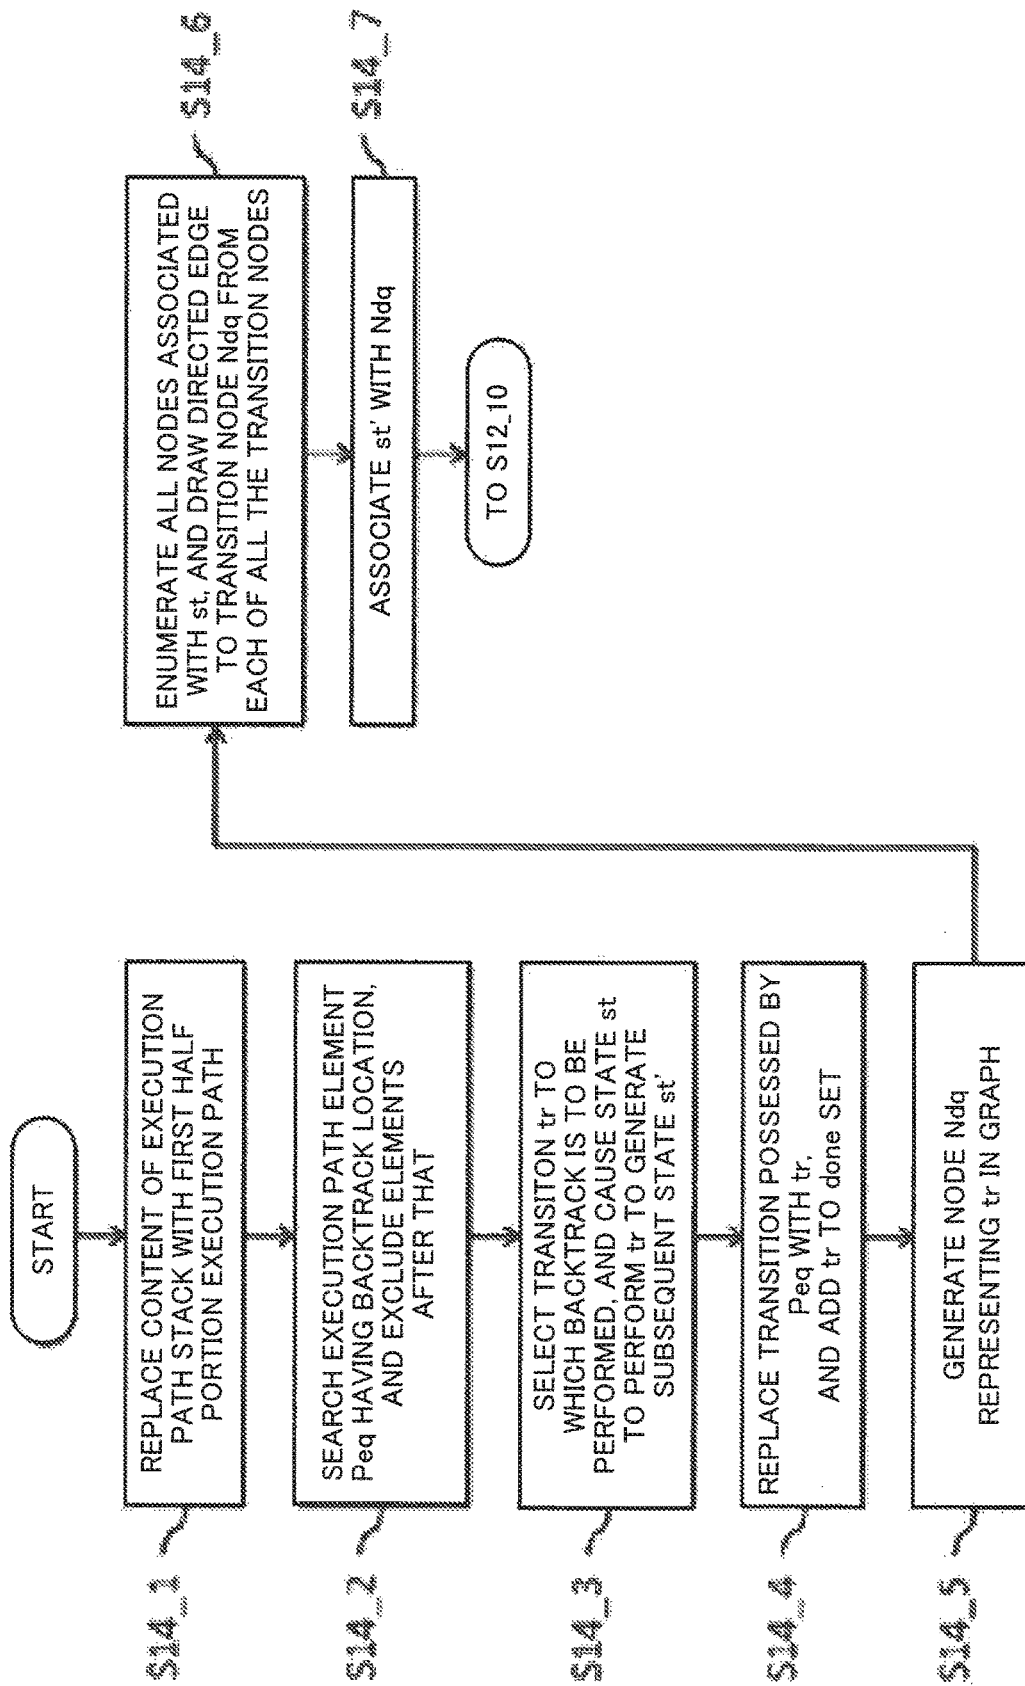 START
S14_1
REPLACE CONTENT OF EXECUTION
PATH STACK WITH FIRST HALF
PORTION EXECUTION PATH
S14_2
SEARCH EXECUTION PATH ELEMENT
Peq HAVING BACKTRACK LOCATION,
AND EXCLUDE ELEMENTS
AFTER THAT
S14_3
SELECT TRANSITON tr TO
WHICH BACKTRACK IS TO BE
PERFORMED, AND CAUSE STATE st
TO PERFORM tr TO GENERATE
SUBSEQUENT STATE st'
S14_4
REPLACE TRANSITION POSSESSED BY
Peq WITH tr,
AND ADD tr TO done SET
S14_5
GENERATE NODE Ndq
REPRESENTING tr IN GRAPH
S14_6
ENUMERATE ALL NODES ASSOCIATED
WITH st, AND DRAW DIRECTED EDGE
TO TRANSITION NODE Ndq FROM
EACH OF ALL THE TRANSITION NODES
S14_7
ASSOCIATE st' WITH Ndq
TO S12_10